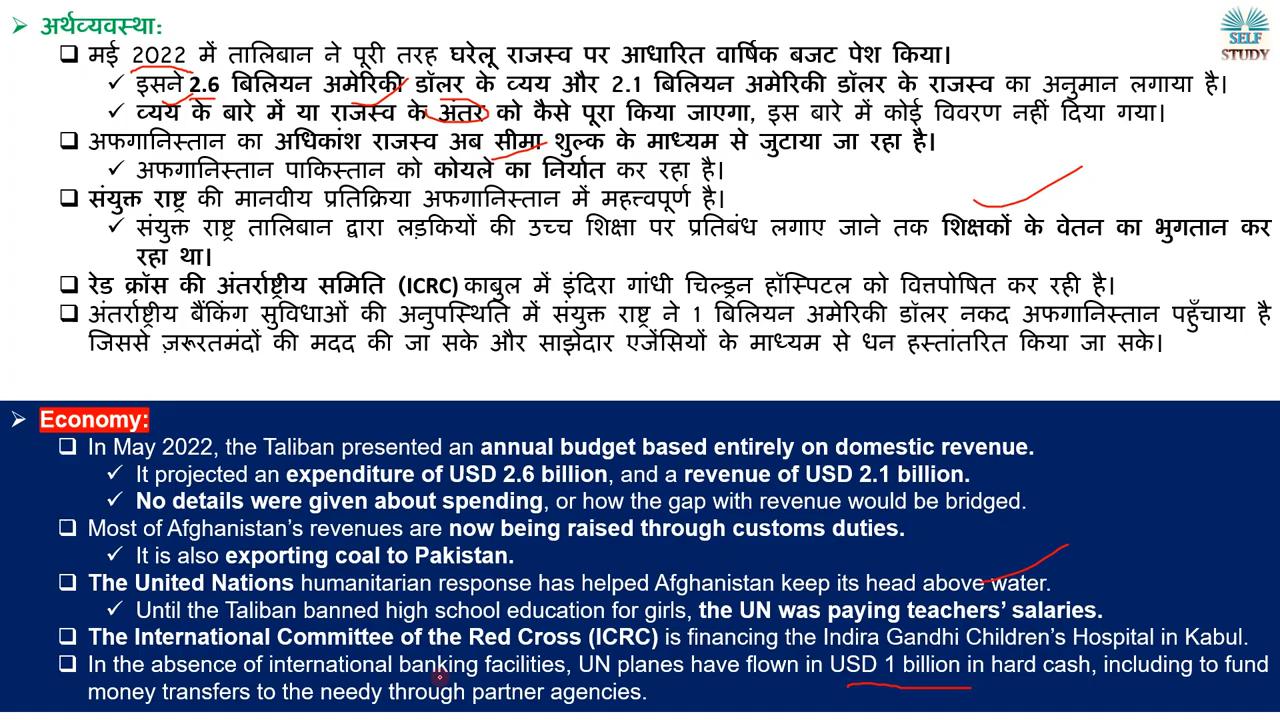 ➢ अर्थव्यवस्था:
SELF
STUDY
❑ मई 2022 में तालिबान ने पूरी तरह घरेलू राजस्व पर आधारित वार्षिक बजट पेश किया।
✓ इसने 2.6 बिलियन अमेरिकी डॉलर के व्यय और 2.1 बिलियन अमेरिकी डॉलर के राजस्व का अनुमान लगाया है।
✓ व्यय के बारे में या राजस्व के अंतर को कैसे पूरा किया जाएगा, इस बारे में कोई विवरण नहीं दिया गया।
❑ अफगानिस्तान का अधिकांश राजस्व अब सीमा शुल्क के माध्यम से जुटाया जा रहा है।
✓ अफगानिस्तान पाकिस्तान को कोयले का निर्यात कर रहा है।
❑ संयुक्त राष्ट्र की मानवीय प्रतिक्रिया अफगानिस्तान में महत्त्वपूर्ण है।
✓ संयुक्त राष्ट्र तालिबान द्वारा लड़कियों की उच्च शिक्षा पर प्रतिबंध लगाए जाने तक शिक्षकों के वेतन का भुगतान कर
रहा था।
❑ रेड क्रॉस की अंतर्राष्ट्रीय समिति (ICRC) काबुल में इंदिरा गांधी चिल्ड्रन हॉस्पिटल को वित्तपोषित कर रही है।
❑ अंतर्राष्ट्रीय बैंकिंग सुविधाओं की अनुपस्थिति में संयुक्त राष्ट्र ने 1 बिलियन अमेरिकी डॉलर नकद अफगानिस्तान पहुँचाया है
जिससे ज़रूरतमंदों की मदद की जा सके और साझेदार एजेंसियों के माध्यम से धन हस्तांतरित किया जा सके।
➢ Economy:
❑ In May 2022, the Taliban presented an annual budget based entirely on domestic revenue.
✓ It projected an expenditure of USD 2.6 billion, and a revenue of USD 2.1 billion.
✓ No details were given about spending, or how the gap with revenue would be bridged.
❑ Most of Afghanistan's revenues are now being raised through customs duties.
✓ It is also exporting coal to Pakistan.
❑ The United Nations humanitarian response has helped Afghanistan keep its head above water.
✓ Until the Taliban banned high school education for girls, the UN was paying teachers' salaries.
❑ The International Committee of the Red Cross (ICRC) is financing the Indira Gandhi Children's Hospital in Kabul.
❑ In the absence of international banking facilities, UN planes have flown in USD 1 billion in hard cash, including to fund
money transfers to the needy through partner agencies.